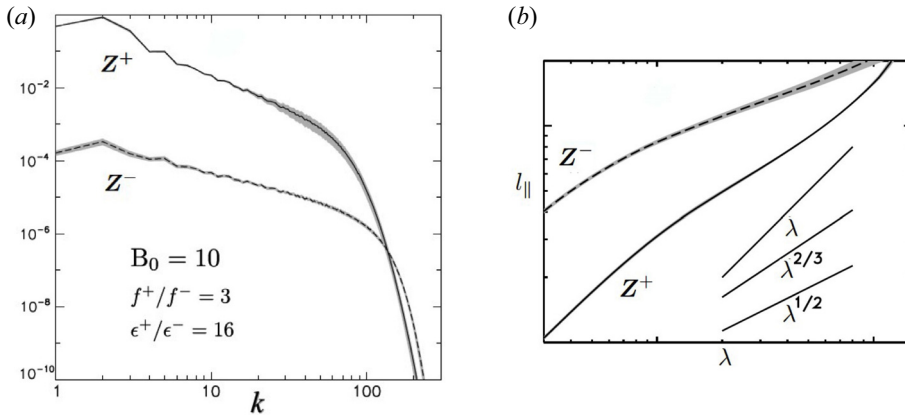 (a)
(b)
10⁻²
10⁻⁴
10⁻⁶
10⁻⁸
10⁻¹⁰
Z⁺
Z⁻
B₀ = 10
f⁺/f⁻ = 3
ϵ⁺/ϵ⁻ = 16
1
10
100
k
l∥
Z⁻
Z⁺
λ
λ²/³
λ¹/²
λ